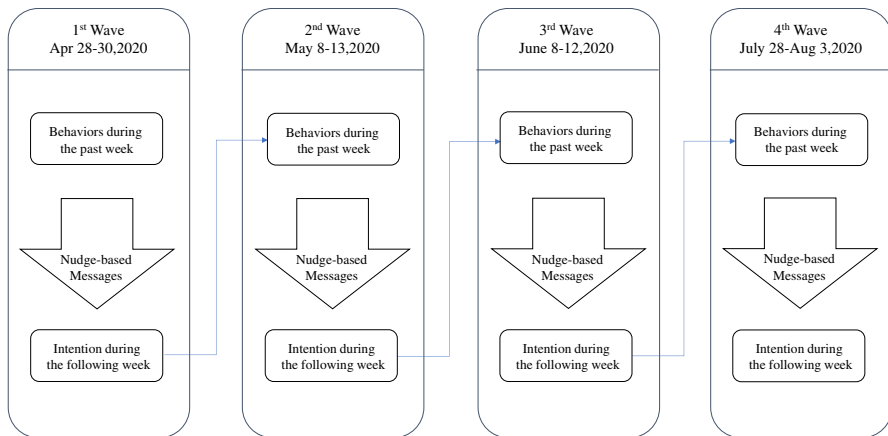 1st Wave
Apr 28-30,2020
Behaviors during
the past week
Nudge-based
Messages
Intention during
the following week
2nd Wave
May 8-13,2020
Behaviors during
the past week
Nudge-based
Messages
Intention during
the following week
3rd Wave
June 8-12,2020
Behaviors during
the past week
Nudge-based
Messages
Intention during
the following week
4th Wave
July 28-Aug 3,2020
Behaviors during
the past week
Nudge-based
Messages
Intention during
the following week